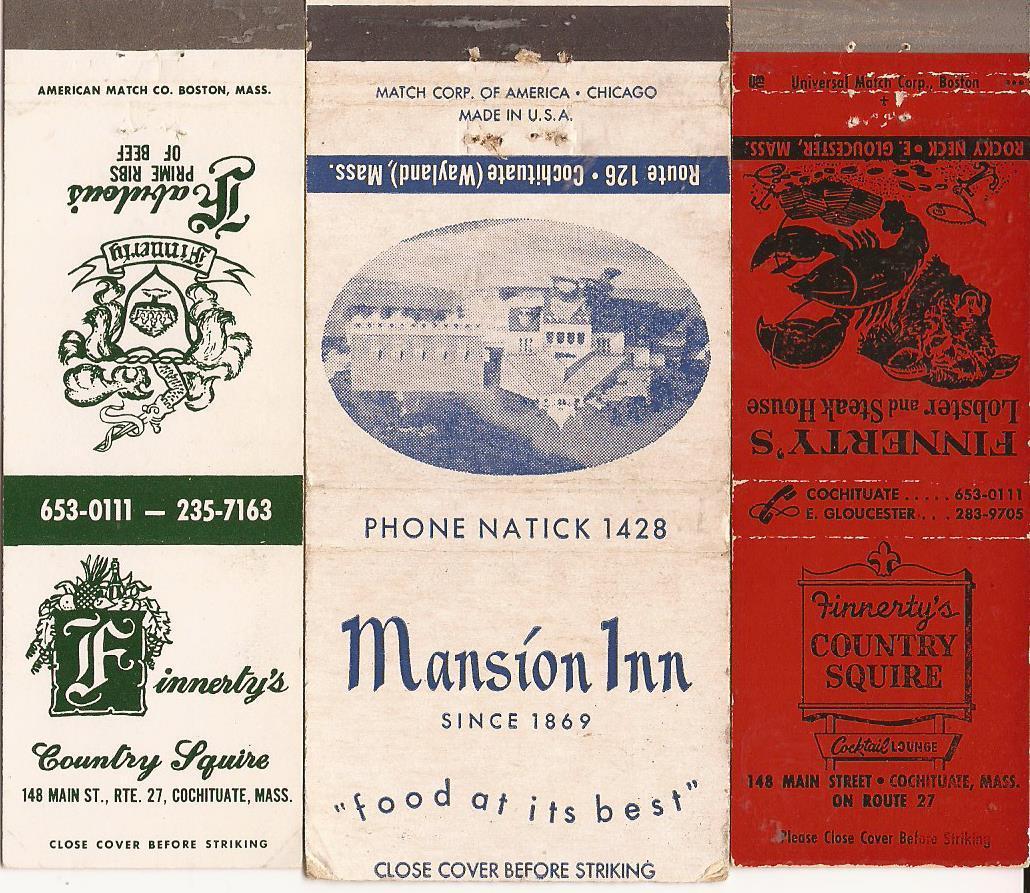 AMERICAN MATCH CO. BOSTON, MASS.
Fabulous
PRIME RIBS
OF BEEF
Finnerty
653-0111 — 235-7163
F
innerty's
Country Squire
148 MAIN ST., RTE. 27, COCHITUATE, MASS.
CLOSE COVER BEFORE STRIKING
MATCH CORP. OF AMERICA • CHICAGO
MADE IN U.S.A.
Route 126 • Cochituate (Wayland), Mass.
PHONE NATICK 1428
Mansion Inn
SINCE 1869
"food at its best"
CLOSE COVER BEFORE STRIKING
Universal Match Corp., Boston
ROCKY NECK • E. GLOUCESTER, MASS.
FINNERTY'S
Lobster and Steak House
COCHITUATE ..... 653-0111
E. GLOUCESTER ... 283-9705
Finnerty's
COUNTRY
SQUIRE
Cocktail LOUNGE
148 MAIN STREET • COCHITUATE, MASS.
ON ROUTE 27
Please Close Cover Before Striking